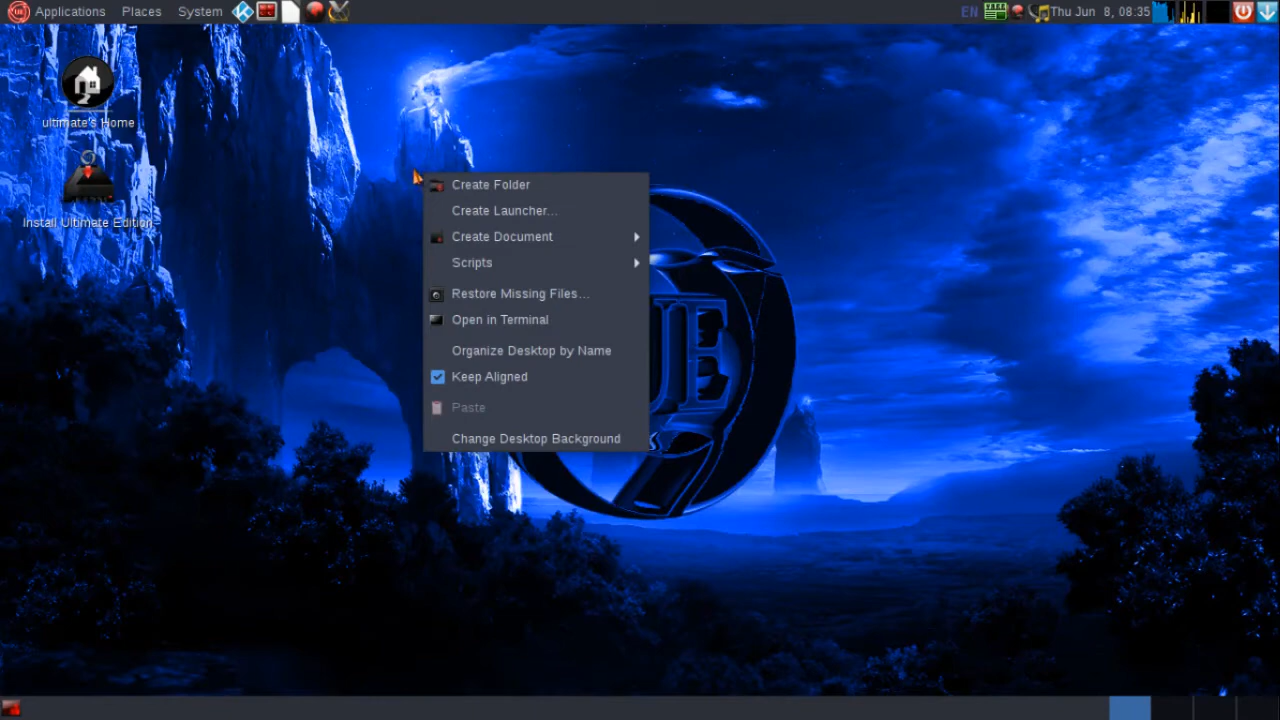 Applications Places System EN Thu Jun 8, 08:35
ultimate's Home
Install Ultimate Edition
Create Folder
Create Launcher...
Create Document
Scripts
Restore Missing Files...
Open in Terminal
Organize Desktop by Name
Keep Aligned
Paste
Change Desktop Background
UE